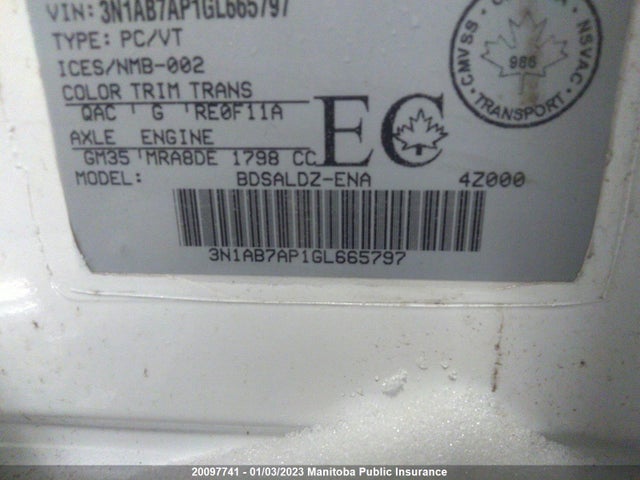 VIN: 3N1AB7AP1GL665797
TYPE: PC/VT
ICES/NMB-002
COLOR TRIM TRANS
QAC G RE0F11A
AXLE ENGINE
GM35 MRA8DE 1798 CC
MODEL: BDSALDZ-ENA 4Z000
3N1AB7AP1GL665797
EC
CMVSS
NSVAC
986
TRANSPORT
20097741 - 01/03/2023 Manitoba Public Insurance